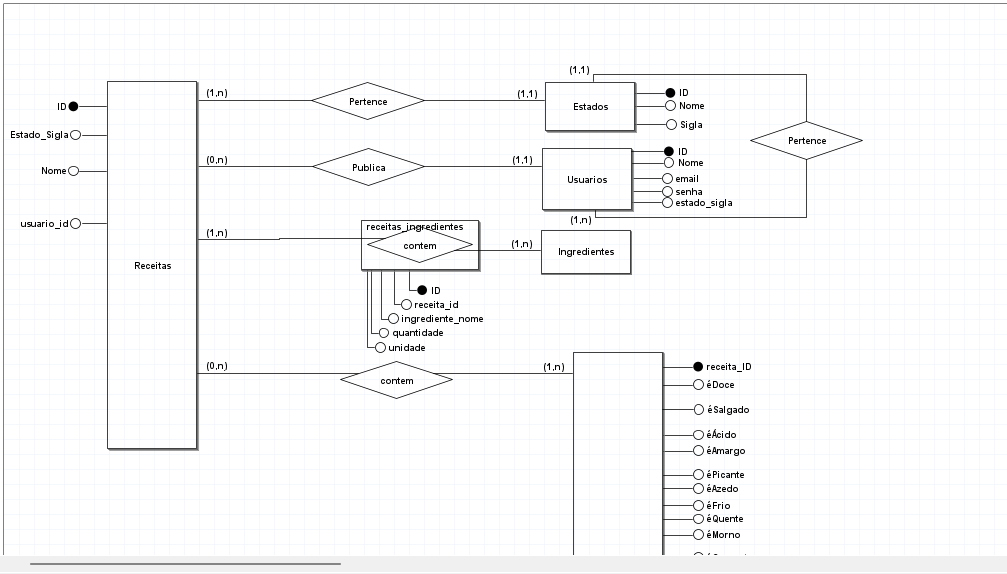 (1,1)
(1,n)
(1,1)
ID
Nome
Sigla
ID
Estado_Sigla
Nome
usuario_id
Pertence
Estados
Pertence
(0,n)
(1,1)
Publica
Usuarios
ID
Nome
email
senha
estado_sigla
(1,n)
receitas_ingredientes
(1,n)
contem
(1,n)
Ingredientes
Receitas
ID
receita_id
ingrediente_nome
quantidade
unidade
(0,n)
contem
(1,n)
receita_ID
éDoce
éSalgado
éÁcido
éAmargo
éPicante
éAzedo
éFrio
éQuente
éMorno